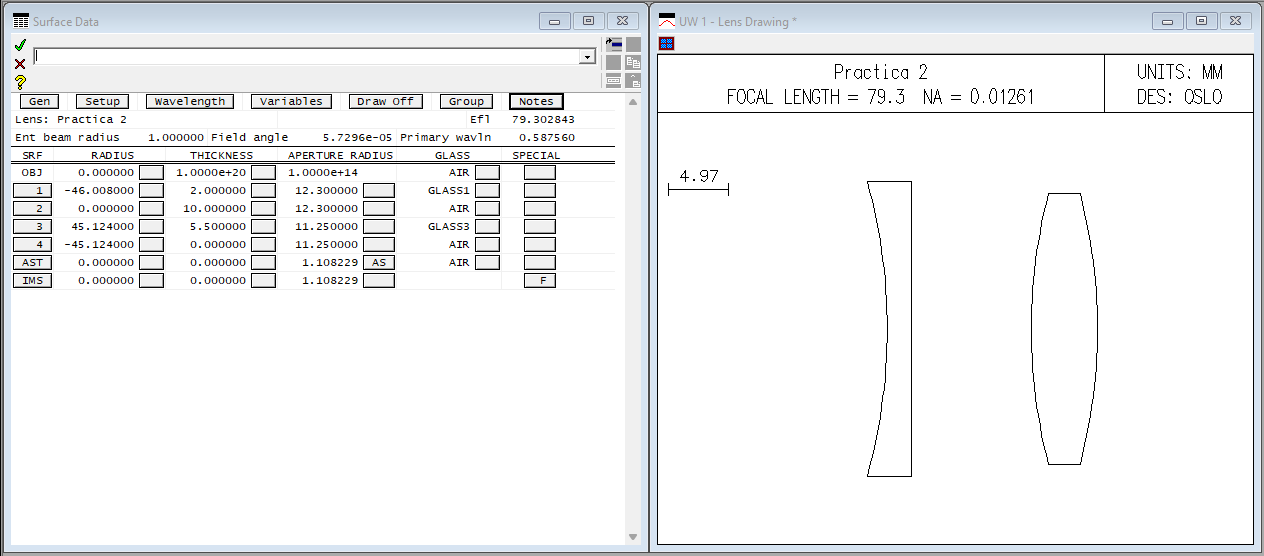 Surface Data
Gen Setup Wavelength Variables Draw Off Group Notes
Lens: Practica 2 Efl 79.302843
Ent beam radius 1.000000 Field angle 5.7296e-05 Primary wavln 0.587560
SRF RADIUS THICKNESS APERTURE RADIUS GLASS SPECIAL
OBJ 0.000000 1.0000e+20 1.0000e+14 AIR
1 -46.008000 2.000000 12.300000 GLASS1
2 0.000000 10.000000 12.300000 AIR
3 45.124000 5.500000 11.250000 GLASS3
4 -45.124000 0.000000 11.250000 AIR
AST 0.000000 0.000000 1.108229 AS AIR
IMS 0.000000 0.000000 1.108229 F
UW 1 - Lens Drawing *
Practica 2
FOCAL LENGTH = 79.3 NA = 0.01261
UNITS: MM
DES: OSLO
4.97